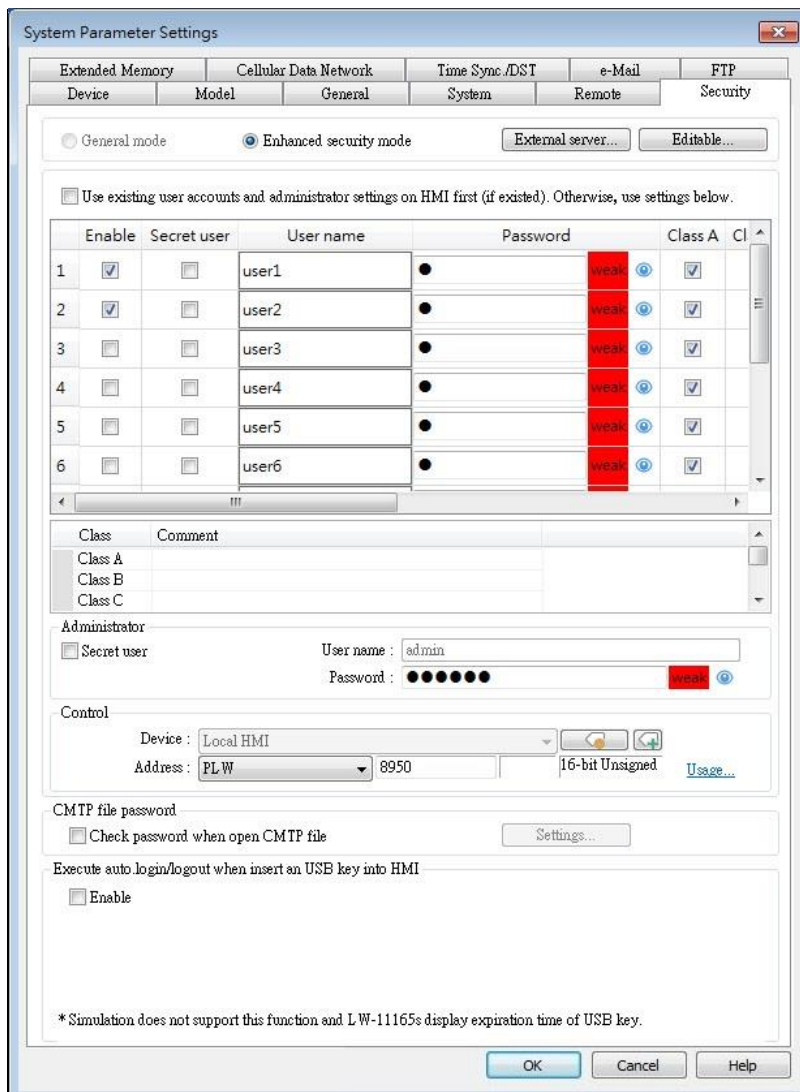 System Parameter Settings
Extended Memory Cellular Data Network Time Sync./DST e-Mail FTP
Device Model General System Remote Security
General mode Enhanced security mode External server... Editable...
Use existing user accounts and administrator settings on HMI first (if existed). Otherwise, use settings below.
Enable Secret user User name Password Class A Cl
1 user1 weak
2 user2 weak
3 user3 weak
4 user4 weak
5 user5 weak
6 user6 weak
Class Comment
Class A
Class B
Class C
Administrator
Secret user User name : admin
Password : weak
Control
Device : Local HMI
Address : PLW 8950 16-bit Unsigned Usage...
CMTP file password
Check password when open CMTP file Settings...
Execute auto.login/logout when insert an USB key into HMI
Enable
* Simulation does not support this function and LW-11165s display expiration time of USB key.
OK Cancel Help